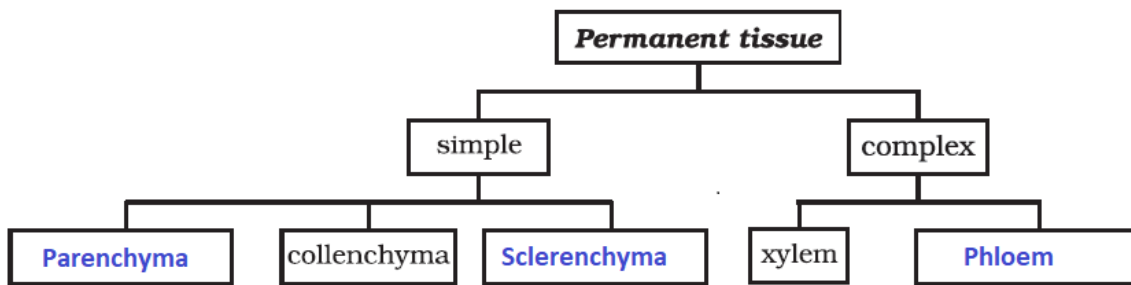 Permanent tissue
simple
complex
Parenchyma
collenchyma
Sclerenchyma
xylem
Phloem